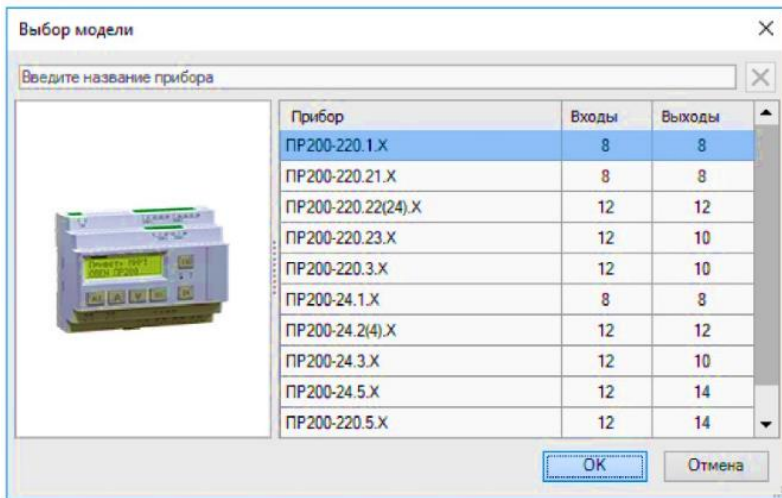 Выбор модели
Введите название прибора
Прибор Входы Выходы
ПР200-220.1.X 8 8
ПР200-220.21.X 8 8
ПР200-220.22(24).X 12 12
ПР200-220.23.X 12 10
ПР200-220.3.X 12 10
ПР200-24.1.X 8 8
ПР200-24.2(4).X 12 12
ПР200-24.3.X 12 10
ПР200-24.5.X 12 14
ПР200-220.5.X 12 14
ОВЕН ПР200
OK Отмена